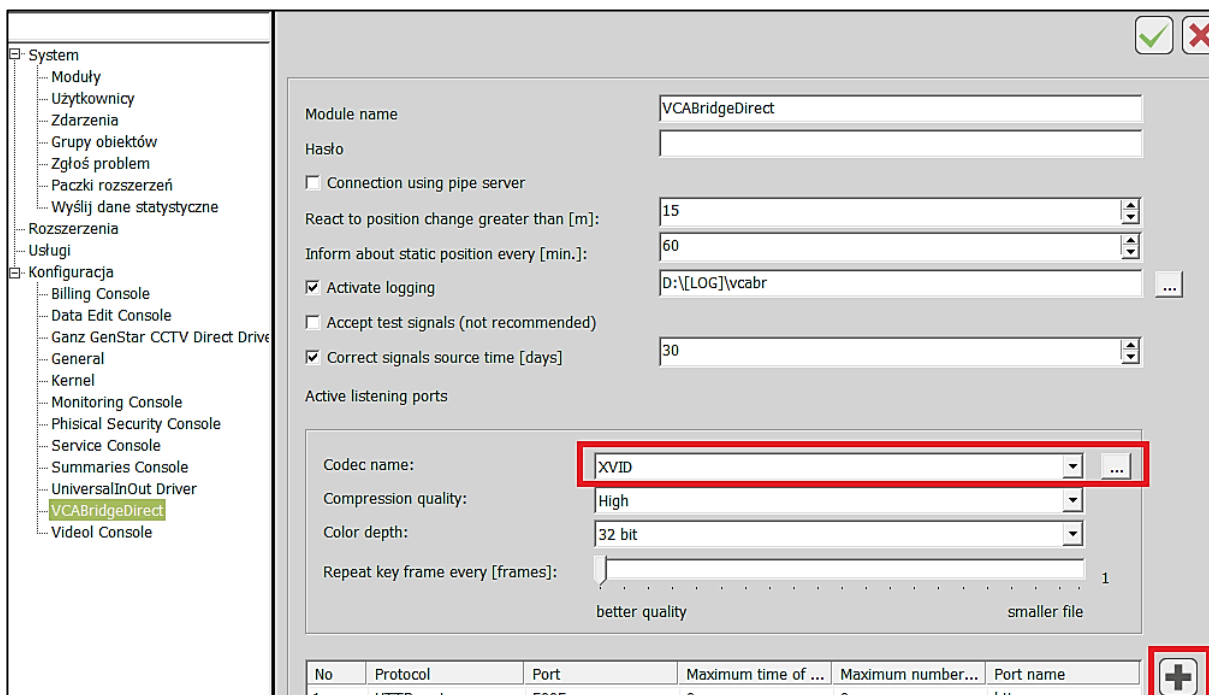 System
Moduły
Użytkownicy
Zdarzenia
Grupy obiektów
Zgłoś problem
Paczki rozszerzeń
Wyślij dane statystyczne
Rozszerzenia
Usługi
Konfiguracja
Billing Console
Data Edit Console
Ganz GenStar CCTV Direct Drive
General
Kernel
Monitoring Console
Phisical Security Console
Service Console
Summaries Console
UniversalInOut Driver
VCABridgeDirect
Videol Console
Module name VCABridgeDirect
Hasło
Connection using pipe server
React to position change greater than [m]: 15
Inform about static position every [min.]: 60
Activate logging D:\[LOG]\vcabr ...
Accept test signals (not recommended)
Correct signals source time [days] 30
Active listening ports
Codec name: XVID ...
Compression quality: High
Color depth: 32 bit
Repeat key frame every [frames]: 1
better quality smaller file
No Protocol Port Maximum time of ... Maximum number... Port name